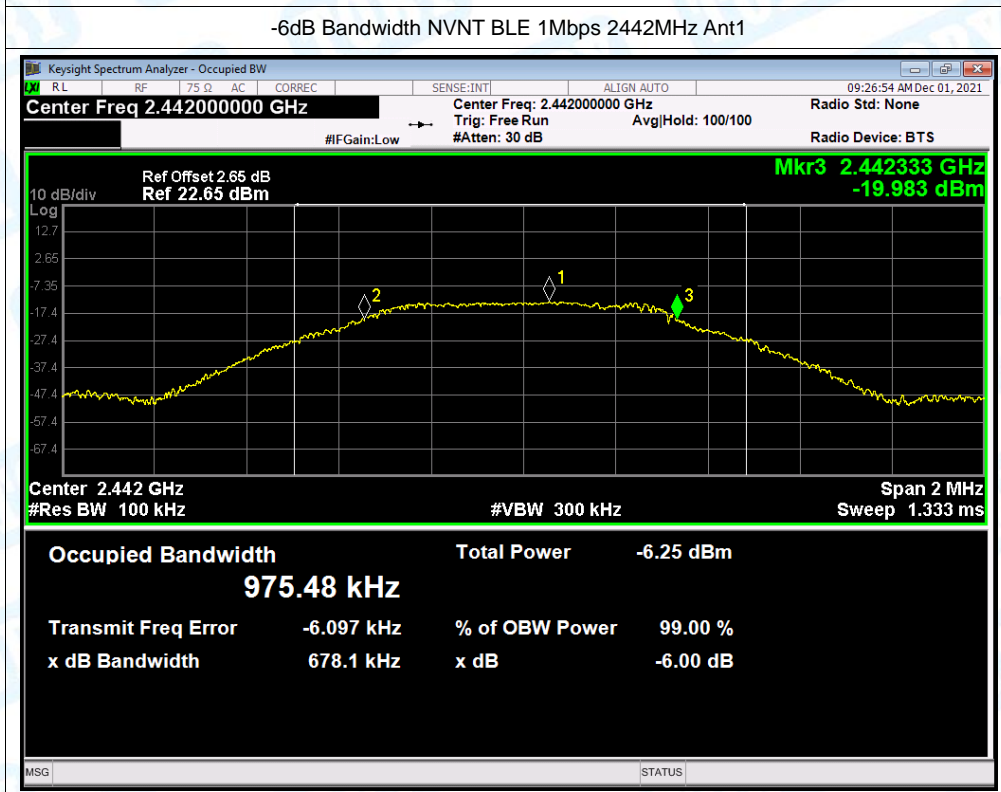 -6dB Bandwidth NVNT BLE 1Mbps 2442MHz Ant1
Keysight Spectrum Analyzer - Occupied BW
LXI RL RF 75 Ω AC CORREC SENSE:INT ALIGN AUTO 09:26:54 AM Dec 01, 2021
Center Freq 2.442000000 GHz Center Freq: 2.442000000 GHz Radio Std: None
Trig: Free Run Avg|Hold: 100/100
#IFGain:Low #Atten: 30 dB Radio Device: BTS
Mkr3 2.442333 GHz
-19.983 dBm
Ref Offset 2.65 dB
10 dB/div Ref 22.65 dBm
Log
12.7
2.65
-7.35
-17.4
-27.4
-37.4
-47.4
-57.4
-67.4
1
2
3
Center 2.442 GHz Span 2 MHz
#Res BW 100 kHz #VBW 300 kHz Sweep 1.333 ms
Occupied Bandwidth Total Power -6.25 dBm
975.48 kHz
Transmit Freq Error -6.097 kHz % of OBW Power 99.00 %
x dB Bandwidth 678.1 kHz x dB -6.00 dB
MSG STATUS